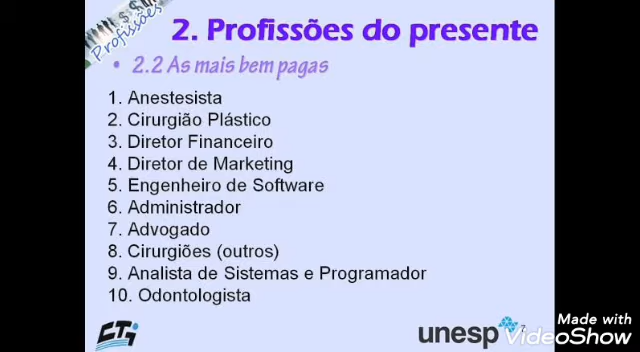 Profissões
2. Profissões do presente
• 2.2 As mais bem pagas
1. Anestesista
2. Cirurgião Plástico
3. Diretor Financeiro
4. Diretor de Marketing
5. Engenheiro de Software
6. Administrador
7. Advogado
8. Cirurgiões (outros)
9. Analista de Sistemas e Programador
10. Odontologista
CTI
unesp
7
Made with
VideoShow